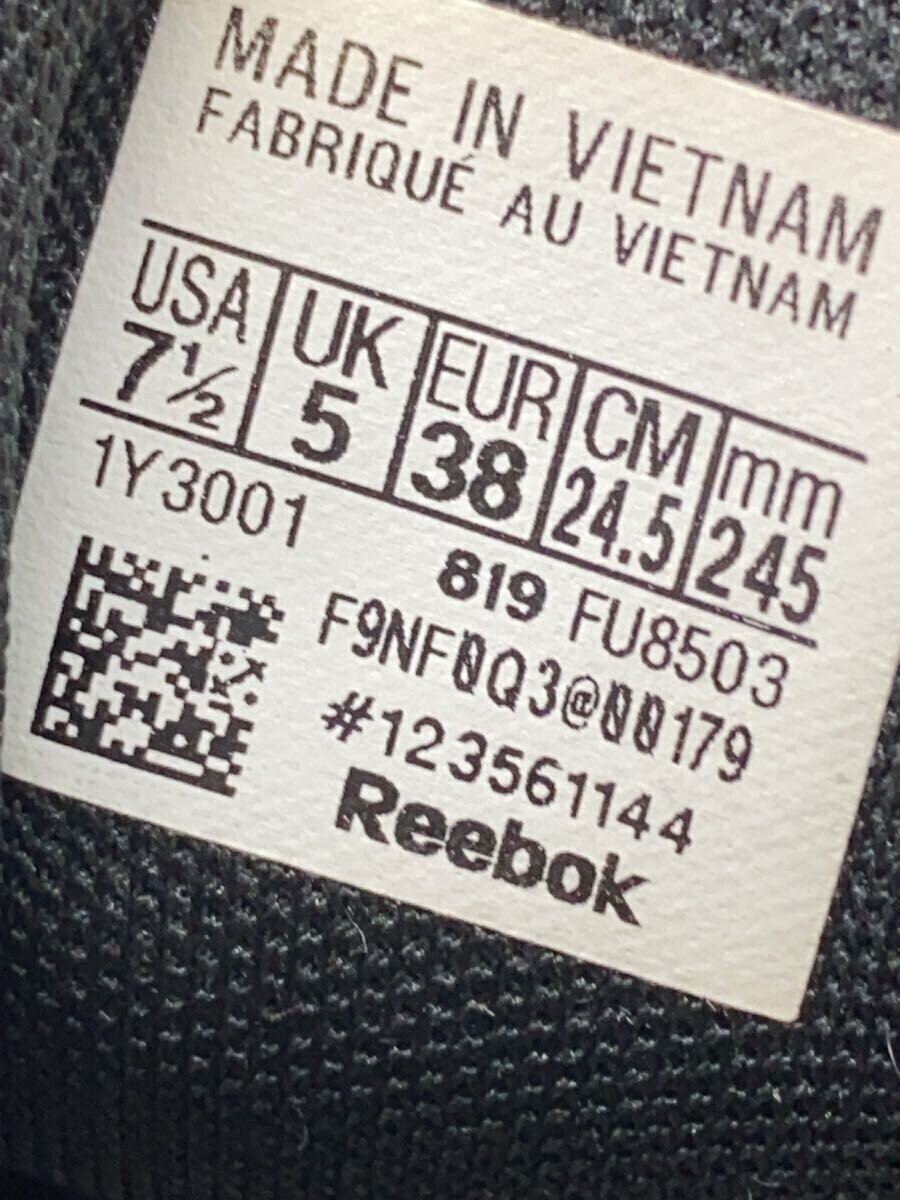 MADE IN VIETNAM
FABRIQUÉ AU VIETNAM
USA UK EUR CM mm
7½ 5 38 24.5 245
1Y3001 819 FU8503
F9NF0Q3@00179
#123561144
Reebok